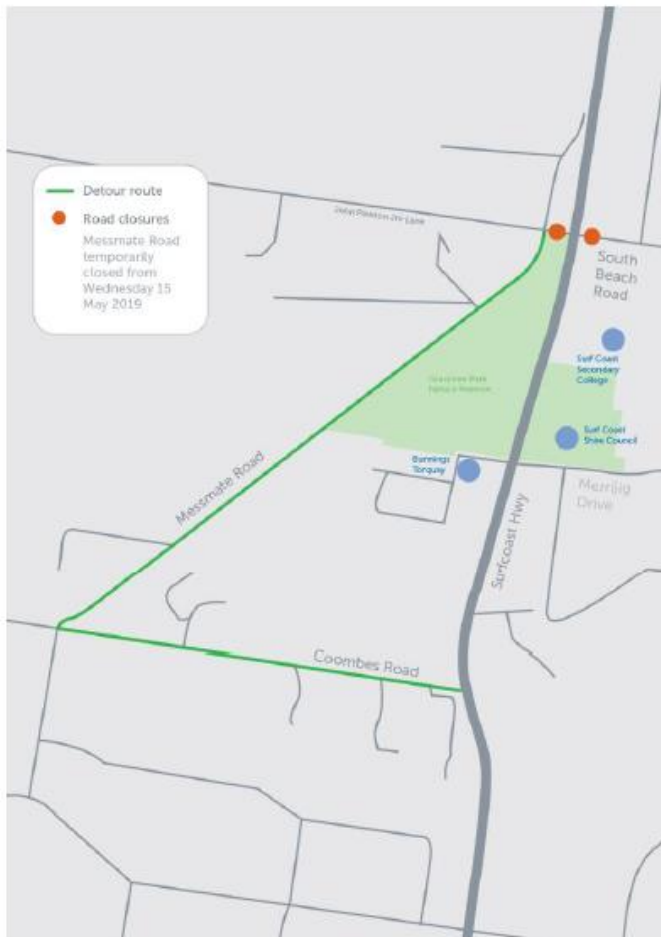 Detour route
Road closures
Messmate Road
temporarily
closed from
Wednesday 15
May 2019
South
Beach
Road
Surf Coast
Secondary
College
Surf Coast
Shire Council
Bunnings
Torquay
Merrijig
Drive
Messmate Road
Surfcoast Hwy
Coombes Road